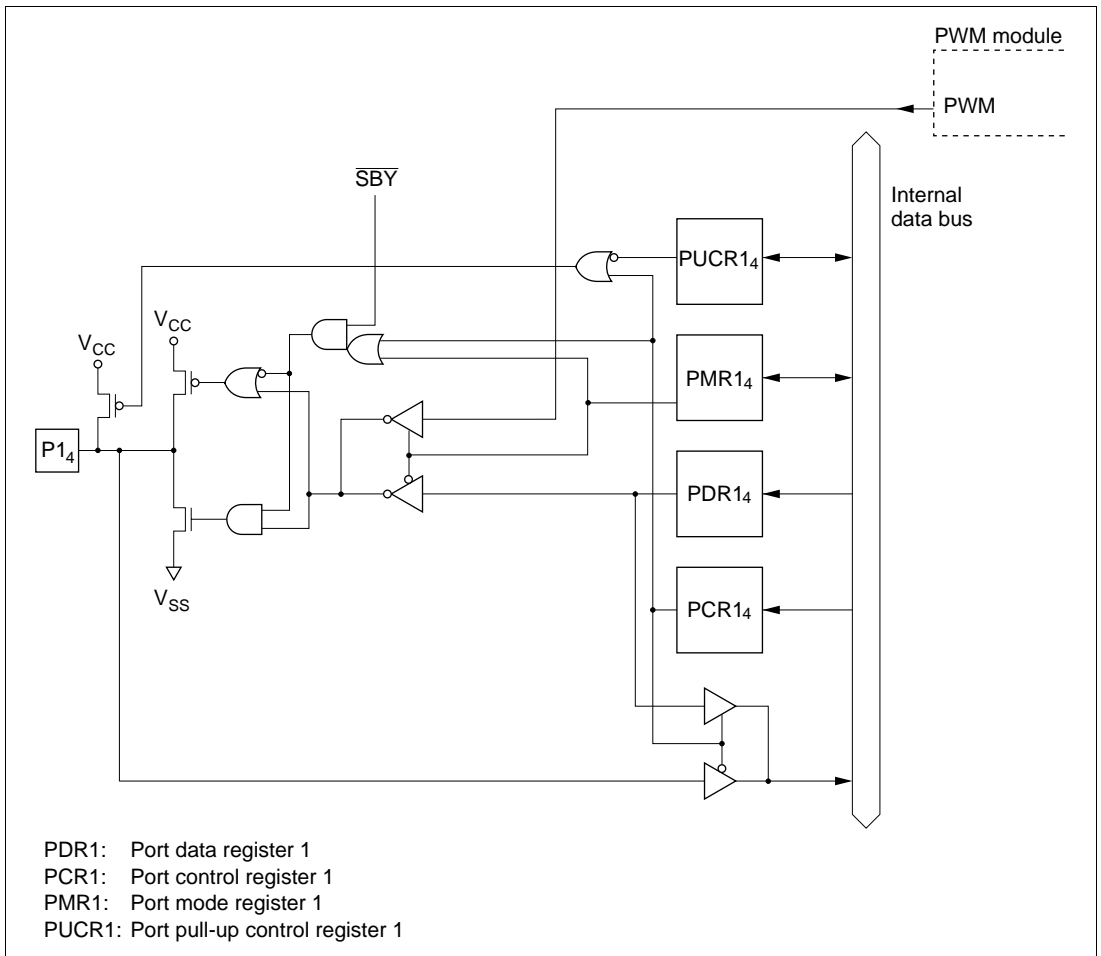 PWM module
PWM
S̅B̅Y̅
Internal
data bus
PUCR1₄
V_CC
V_CC
PMR1₄
P1₄
PDR1₄
V_SS
PCR1₄
PDR1: Port data register 1
PCR1: Port control register 1
PMR1: Port mode register 1
PUCR1: Port pull-up control register 1